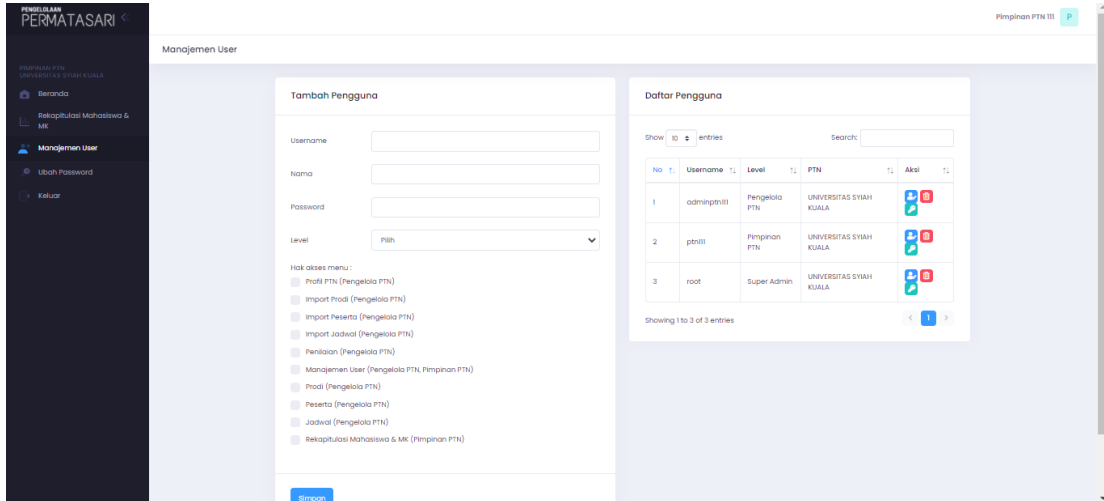 PENGELOLAAN
PERMATASARI
Pimpinan PTN 111 P
Manajemen User
PIMPINAN PTN
UNIVERSITAS SYIAH KUALA
Beranda
Rekapitulasi Mahasiswa &
MK
Manajemen User
Ubah Password
Keluar
Tambah Pengguna
Username
Nama
Password
Level Pilih
Hak akses menu :
Profil PTN (Pengelola PTN)
Import Prodi (Pengelola PTN)
Import Peserta (Pengelola PTN)
Import Jadwal (Pengelola PTN)
Penilaian (Pengelola PTN)
Manajemen User (Pengelola PTN, Pimpinan PTN)
Prodi (Pengelola PTN)
Peserta (Pengelola PTN)
Jadwal (Pengelola PTN)
Rekapitulasi Mahasiswa & MK (Pimpinan PTN)
Simpan
Daftar Pengguna
Show 10 entries Search:
No Username Level PTN Aksi
1 adminptn111 Pengelola PTN UNIVERSITAS SYIAH KUALA
2 ptn111 Pimpinan PTN UNIVERSITAS SYIAH KUALA
3 root Super Admin UNIVERSITAS SYIAH KUALA
Showing 1 to 3 of 3 entries
< 1 >